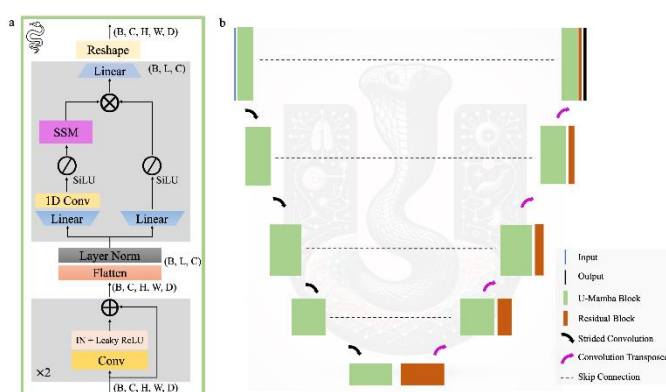 a
(B, C, H, W, D)
Reshape
Linear
(B, L, C)
SSM
SiLU
SiLU
1D Conv
Linear
Linear
Layer Norm
(B, L, C)
Flatten
(B, C, H, W, D)
IN + Leaky ReLU
Conv
×2
(B, C, H, W, D)
b
Input
Output
U-Mamba Block
Residual Block
Strided Convolution
Convolution Transpose
Skip Connection